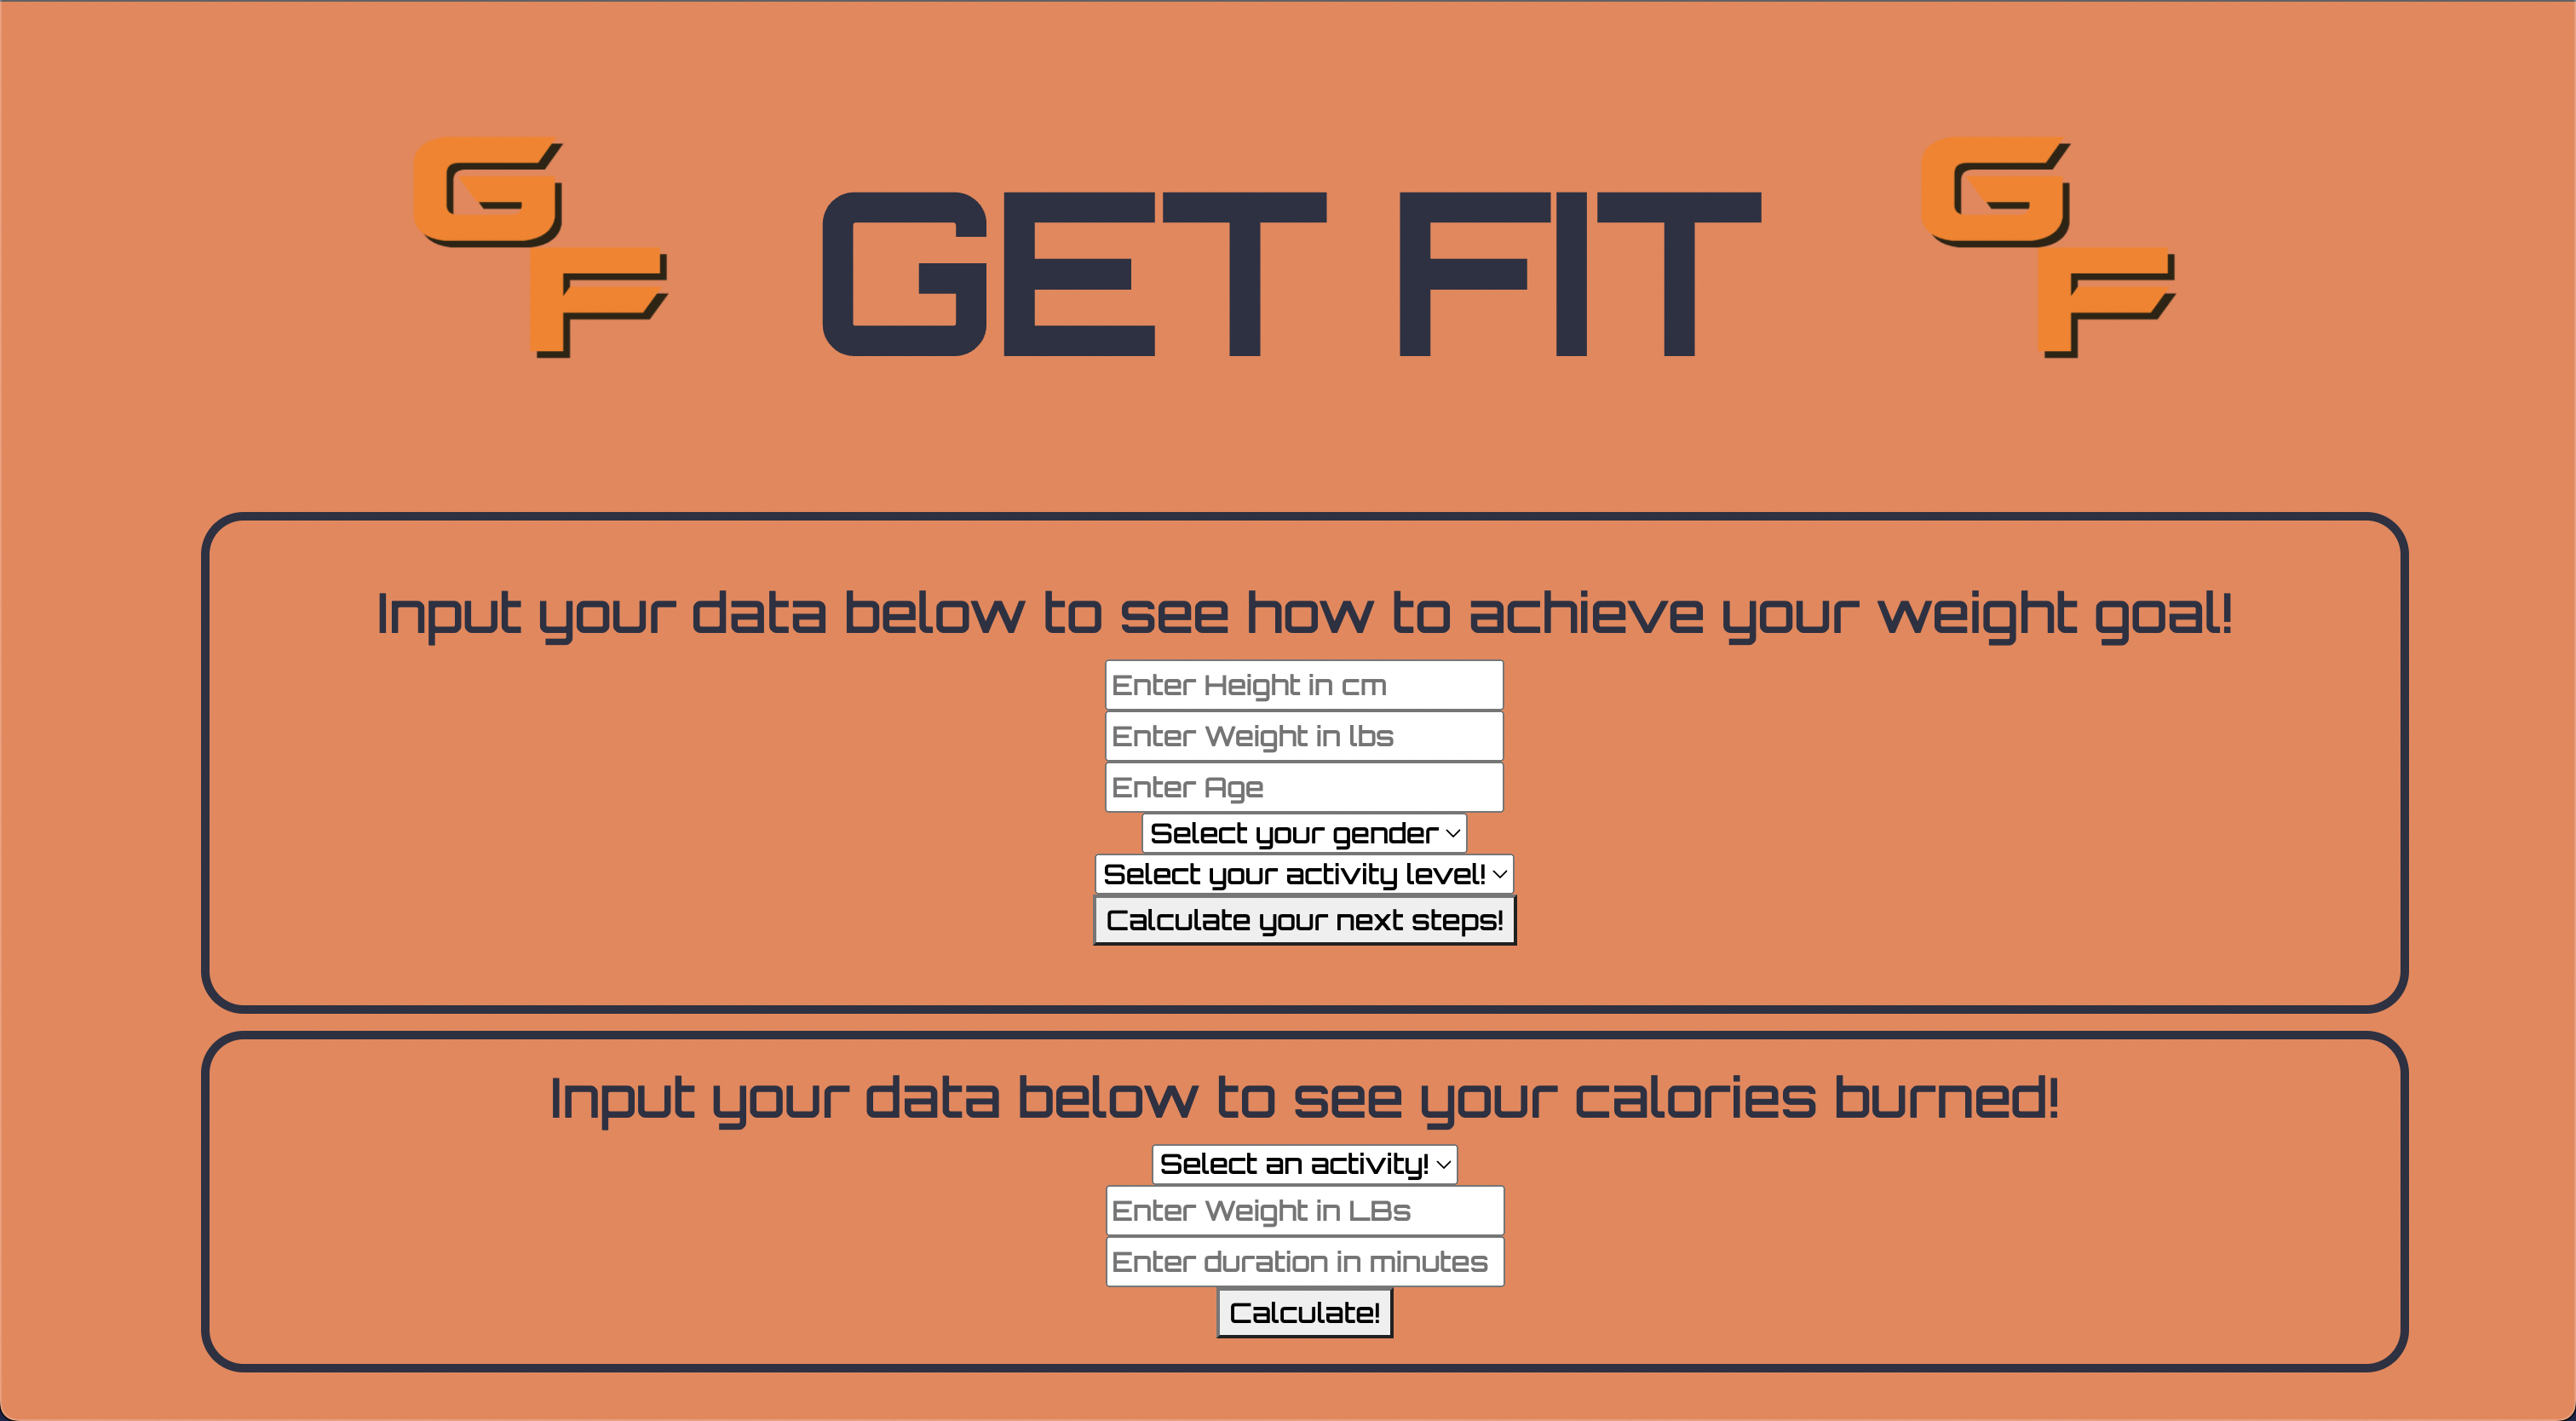 GF GET FIT GF
Input your data below to see how to achieve your weight goal!
Enter Height in cm
Enter Weight in lbs
Enter Age
Select your gender
Select your activity level!
Calculate your next steps!
Input your data below to see your calories burned!
Select an activity!
Enter Weight in LBs
Enter duration in minutes
Calculate!